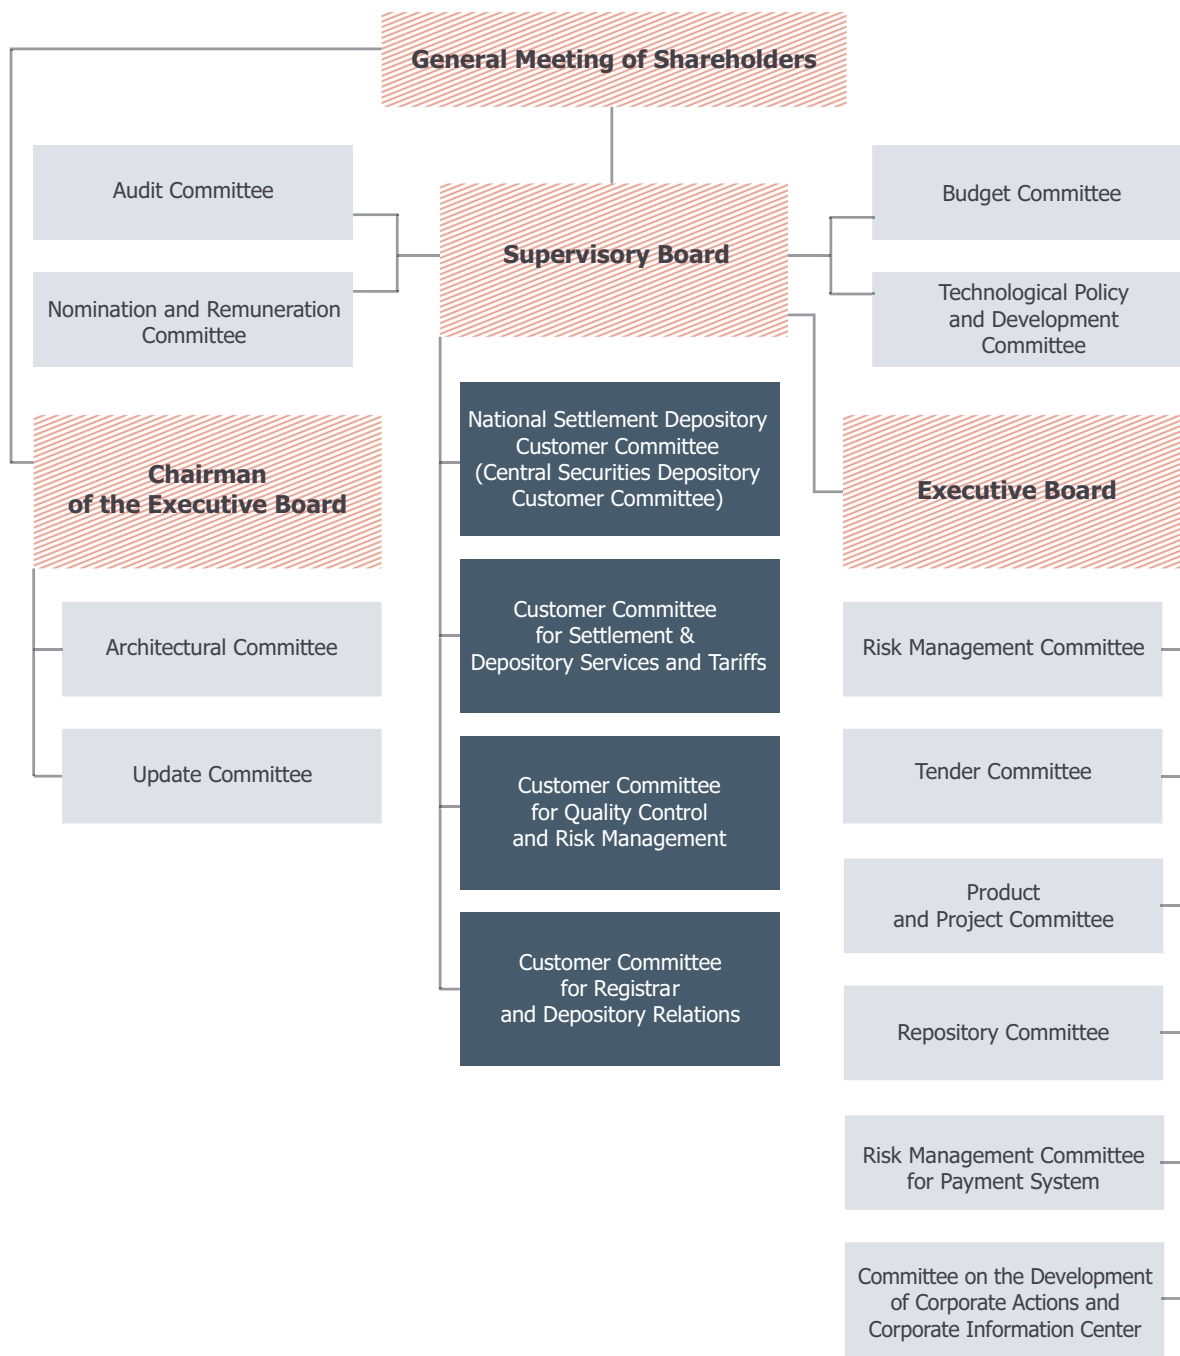 General Meeting of Shareholders
Audit Committee
Budget Committee
Supervisory Board
Nomination and Remuneration
Committee
Technological Policy
and Development
Committee
Chairman
of the Executive Board
National Settlement Depository
Customer Committee
(Central Securities Depository
Customer Committee)
Executive Board
Architectural Committee
Customer Committee
for Settlement &
Depository Services and Tariffs
Risk Management Committee
Update Committee
Customer Committee
for Quality Control
and Risk Management
Tender Committee
Product
and Project Committee
Customer Committee
for Registrar
and Depository Relations
Repository Committee
Risk Management Committee
for Payment System
Committee on the Development
of Corporate Actions and
Corporate Information Center